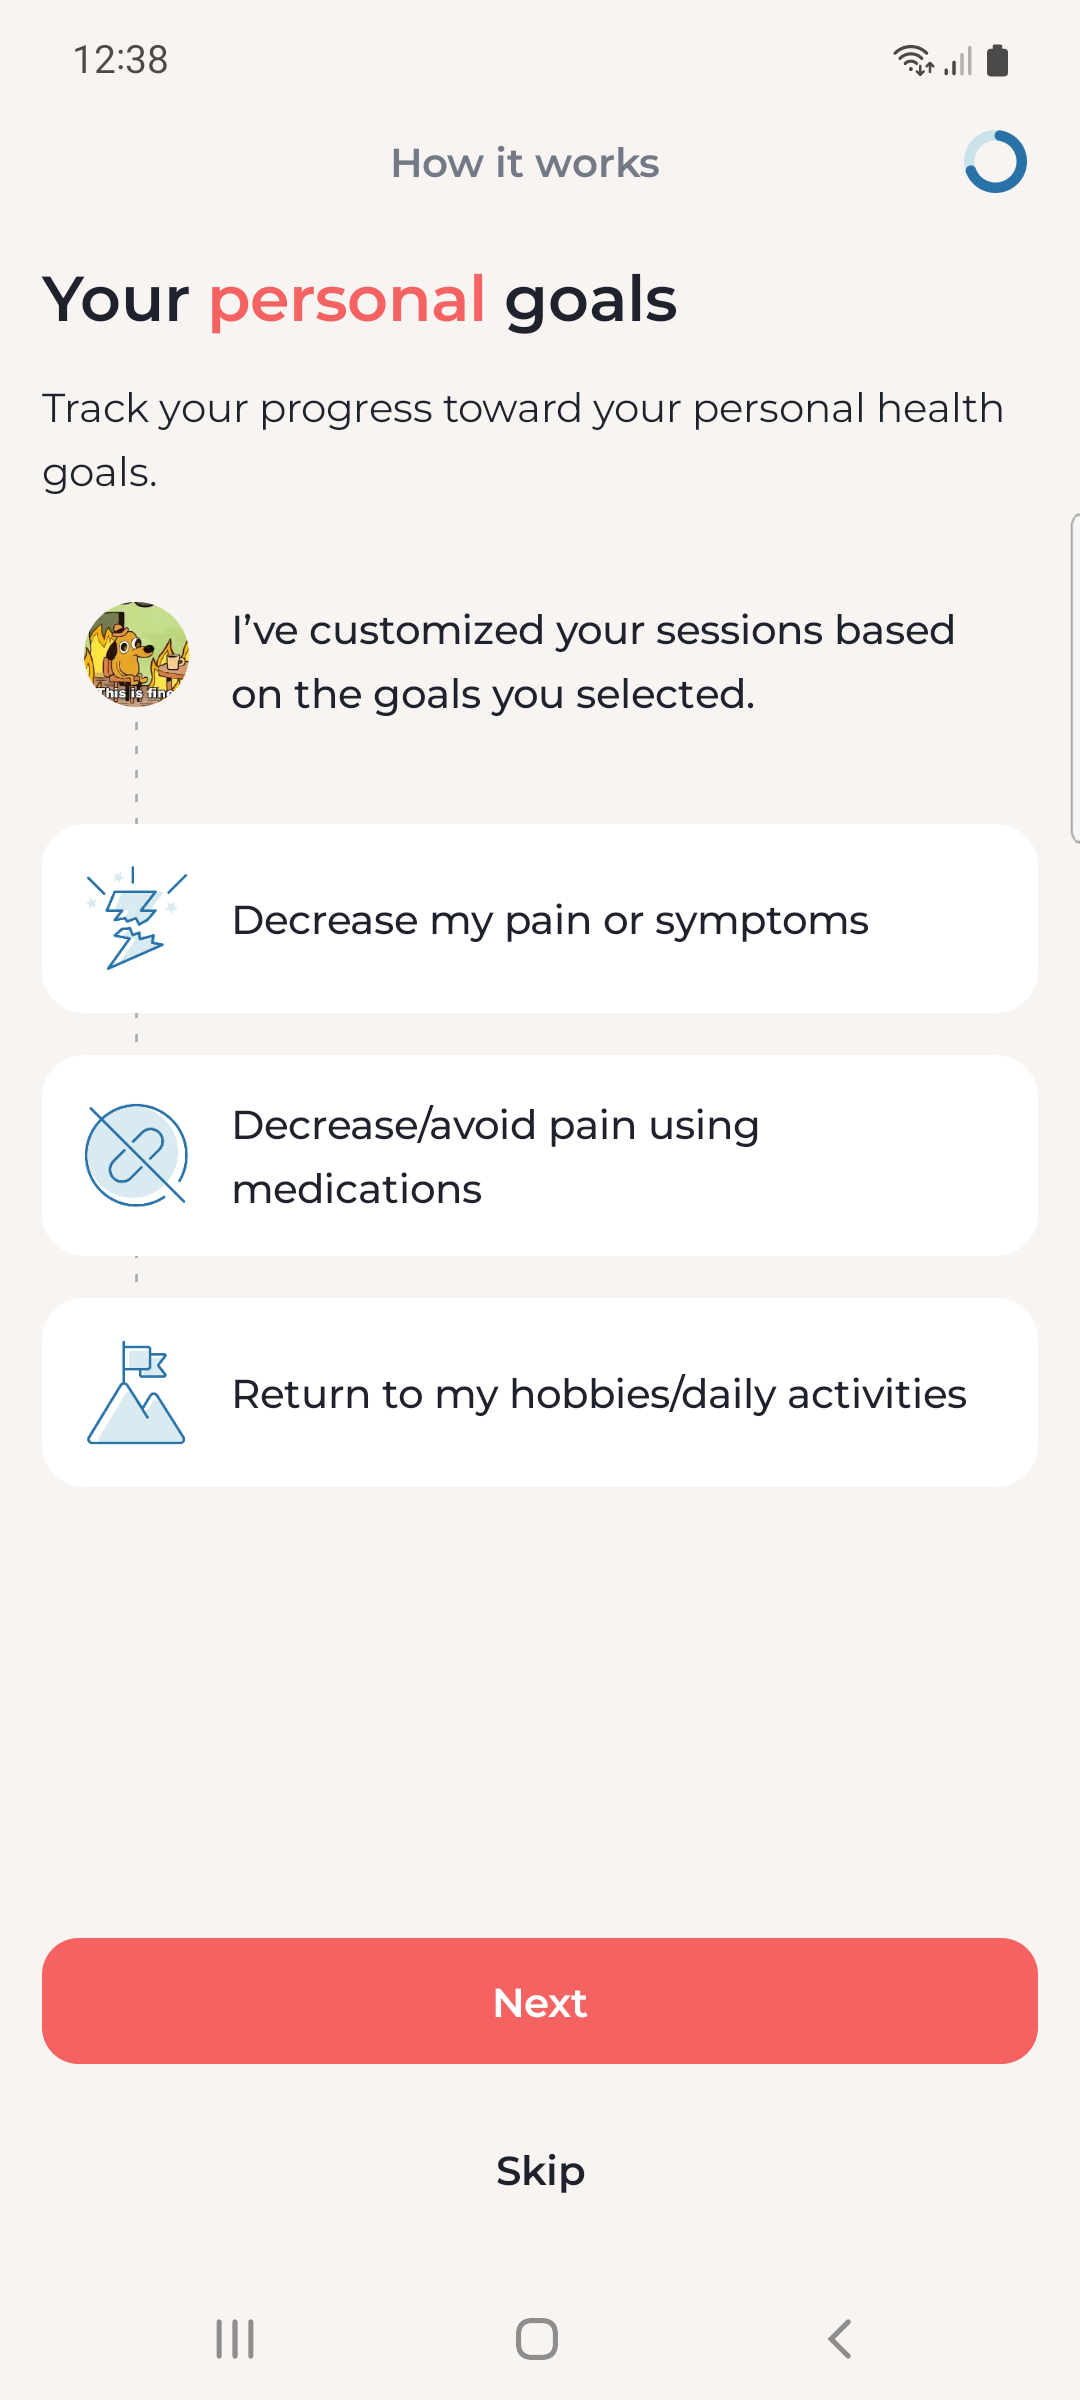 12:38
How it works
Your personal goals
Track your progress toward your personal health
goals.
I’ve customized your sessions based
on the goals you selected.
This is fine
Decrease my pain or symptoms
Decrease/avoid pain using
medications
Return to my hobbies/daily activities
Next
Skip